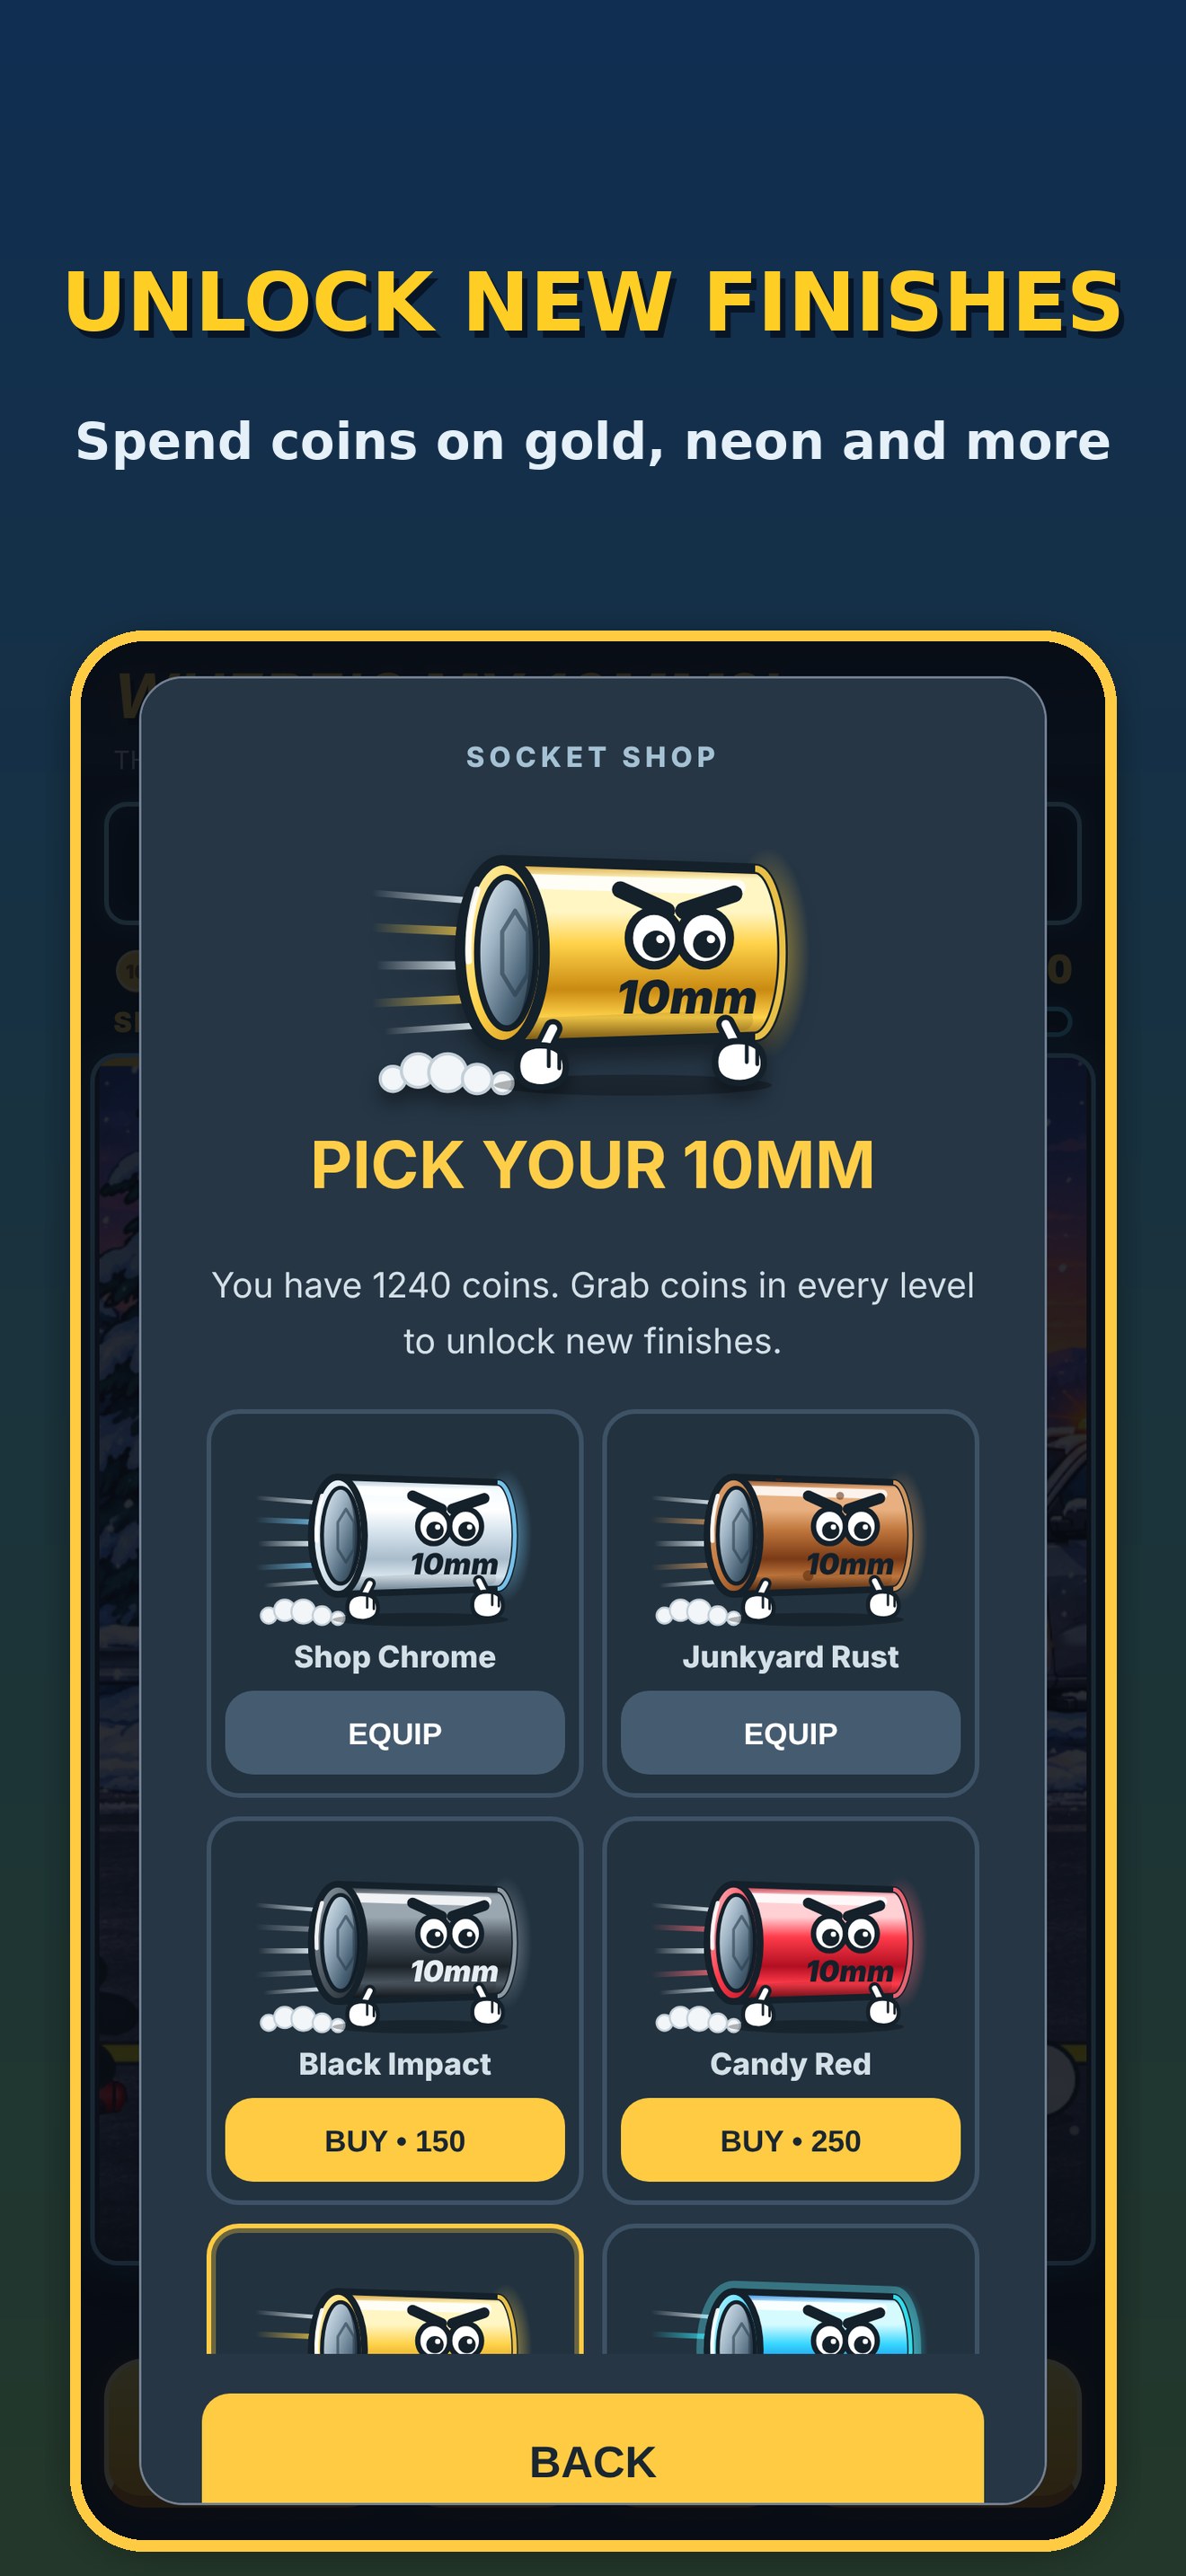 UNLOCK NEW FINISHES
Spend coins on gold, neon and more
SOCKET SHOP
10mm
PICK YOUR 10MM
You have 1240 coins. Grab coins in every level
to unlock new finishes.
10mm
10mm
Shop Chrome
Junkyard Rust
EQUIP
EQUIP
10mm
10mm
Black Impact
Candy Red
BUY • 150
BUY • 250
BACK